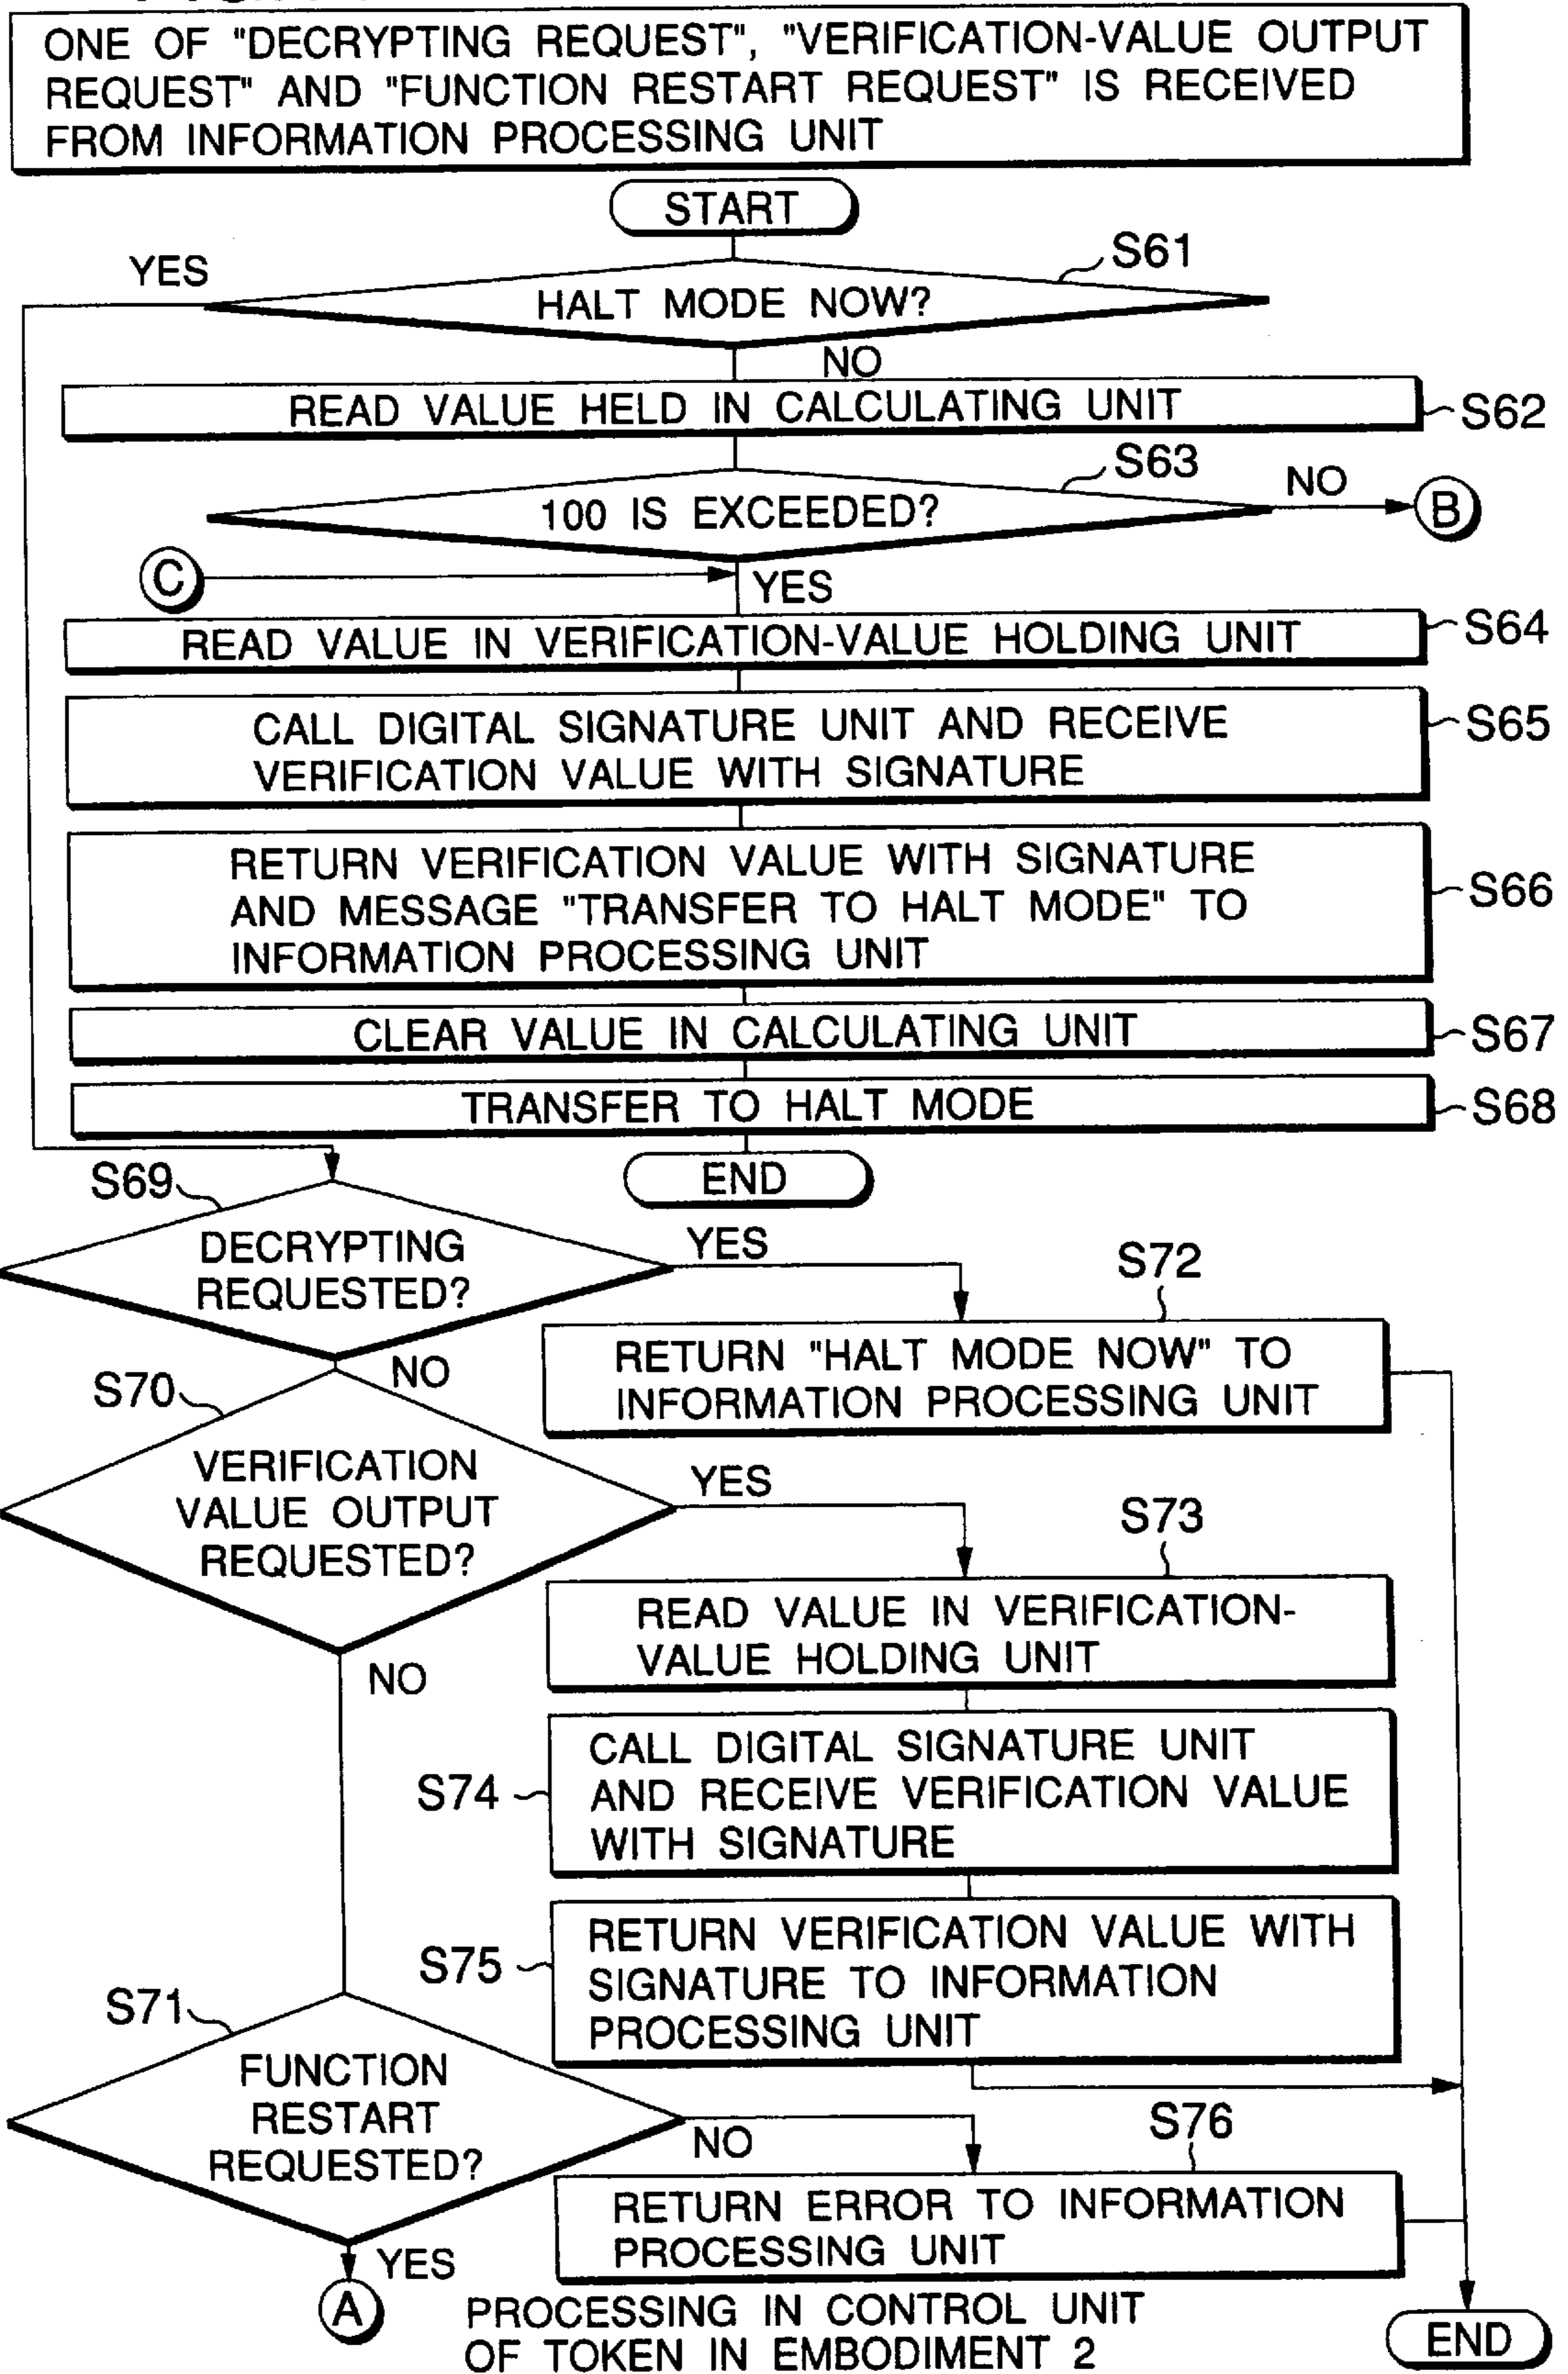 ONE OF "DECRYPTING REQUEST", "VERIFICATION-VALUE OUTPUT
REQUEST" AND "FUNCTION RESTART REQUEST" IS RECEIVED
FROM INFORMATION PROCESSING UNIT
START
YES
S61
HALT MODE NOW?
NO
READ VALUE HELD IN CALCULATING UNIT
S62
S63
100 IS EXCEEDED?
NO
B
C
YES
READ VALUE IN VERIFICATION-VALUE HOLDING UNIT
S64
CALL DIGITAL SIGNATURE UNIT AND RECEIVE
VERIFICATION VALUE WITH SIGNATURE
S65
RETURN VERIFICATION VALUE WITH SIGNATURE
AND MESSAGE "TRANSFER TO HALT MODE" TO
INFORMATION PROCESSING UNIT
S66
CLEAR VALUE IN CALCULATING UNIT
S67
TRANSFER TO HALT MODE
S68
END
S69
DECRYPTING
REQUESTED?
YES
S72
RETURN "HALT MODE NOW" TO
INFORMATION PROCESSING UNIT
NO
S70
VERIFICATION
VALUE OUTPUT
REQUESTED?
YES
S73
READ VALUE IN VERIFICATION-
VALUE HOLDING UNIT
NO
S74
CALL DIGITAL SIGNATURE UNIT
AND RECEIVE VERIFICATION VALUE
WITH SIGNATURE
S75
RETURN VERIFICATION VALUE WITH
SIGNATURE TO INFORMATION
PROCESSING UNIT
S71
FUNCTION
RESTART
REQUESTED?
NO
S76
RETURN ERROR TO INFORMATION
PROCESSING UNIT
YES
A
PROCESSING IN CONTROL UNIT
OF TOKEN IN EMBODIMENT 2
END